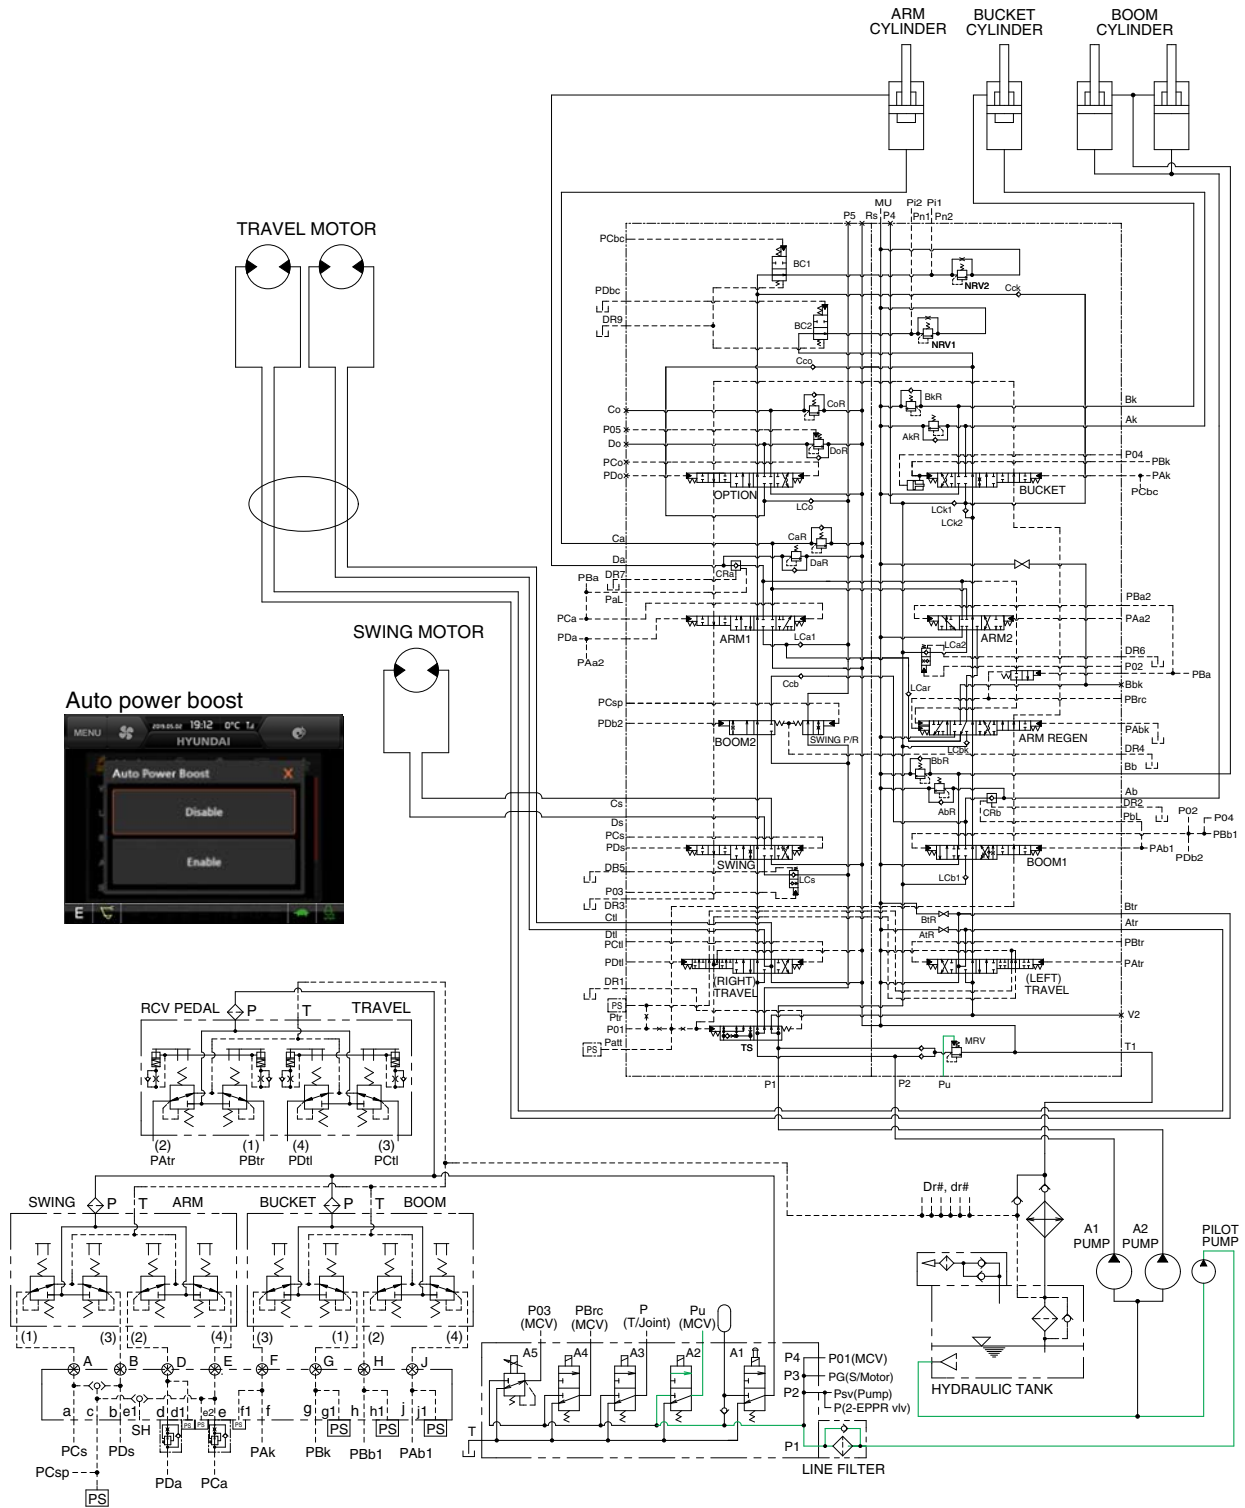 ARM
CYLINDER
BUCKET
CYLINDER
BOOM
CYLINDER
MU Pi2 Pi1
P5 Rs P4 Pn1 Pn2
TRAVEL MOTOR
PCbc
BC1
NRV2
Cck
PDbc
DR9
BC2
NRV1
Cco
Co
CoR
BkR
Bk
P05
AkR
Ak
Do
DoR
PCo
P04
PBk
PDo
PAk
OPTION
BUCKET
PCbc
LCo
LCk1
LCk2
Ca
CaR
Da
DaR
CRa
PBa
DR7
PaL
PBa2
PCa
PAa2
PDa
ARM1
ARM2
LCa1
LCa2
PAa2
DR6
P02
PBa
Ccb
LCar
Bbk
PCsp
PBrc
PDb2
PAbk
BOOM2
SWING P/R
ARM REGEN
LCbk
DR4
BbR
Bb
SWING MOTOR
Auto power boost
MENU
2019.05.02 19:12 0°C
HYUNDAI
Auto Power Boost X
Disable
Enable
E
Cs
AbR
CRb
Ab
DR2
Ds
PbL
P02
P04
PCs
PBb1
PDs
PAb1
PDb2
SWING
BOOM1
DR5
LCs
LCb1
P03
DR3
Ctl
BtR
Btr
AtR
Atr
Dtl
PCtl
PBtr
PDtl
PAtr
(RIGHT)
TRAVEL
(LEFT)
TRAVEL
DR1
PS
Ptr
V2
P01
Patt
PS
TS
MRV
T1
P1
P2
Pu
RCV PEDAL P T TRAVEL
(2) (1) (4) (3)
PAtr PBtr PDtl PCtl
SWING P T ARM
BUCKET P T BOOM
(1) (3) (2) (4)
(3) (1) (2) (4)
A B D E F G H J
a c b e1 d d1 e2 e f1 f g g1 h h1 j j1
SH
PS PS PS PS PS PS
PCs PDs PAk PBk PBb1 PAb1
PCsp
PDa PCa
PS
Dr#, dr#
A1
PUMP
A2
PUMP
PILOT
PUMP
HYDRAULIC TANK
P03
(MCV)
PBrc
(MCV)
P
(T/Joint)
Pu
(MCV)
A5 A4 A3 A2 A1
P4 P01(MCV)
P3 PG(S/Motor)
P2 Psv(Pump)
P(2-EPPR vlv)
T
P1
LINE FILTER